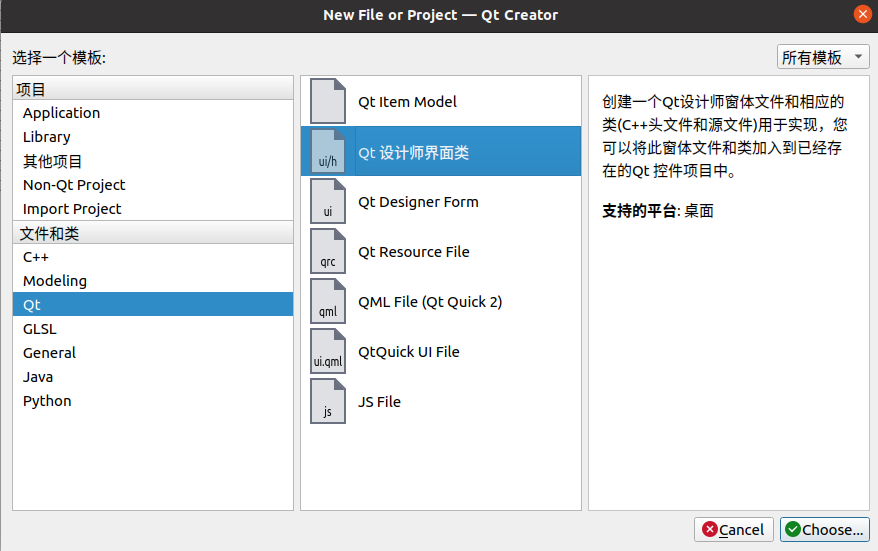 New File or Project — Qt Creator
选择一个模板:
所有模板
项目
Application
Library
其他项目
Non-Qt Project
Import Project
文件和类
C++
Modeling
Qt
GLSL
General
Java
Python
Qt Item Model
ui/h
Qt 设计师界面类
ui
Qt Designer Form
qrc
Qt Resource File
qml
QML File (Qt Quick 2)
ui.qml
QtQuick UI File
js
JS File
创建一个Qt设计师窗体文件和相应的
类(C++头文件和源文件)用于实现，您
可以将此窗体文件和类加入到已经存
在的Qt 控件项目中。
支持的平台: 桌面
Cancel
Choose...